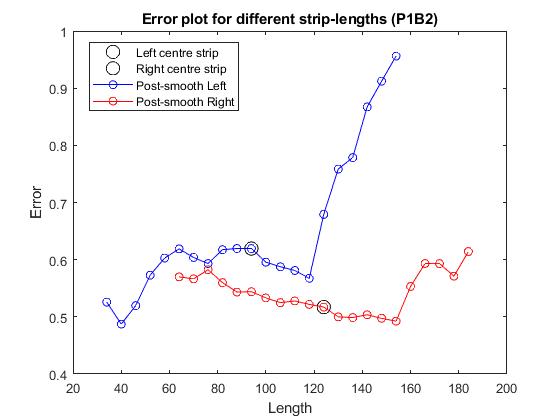 Error plot for different strip-lengths (P1B2)
Left centre strip
Right centre strip
Post-smooth Left
Post-smooth Right
1
0.9
0.8
0.7
0.6
0.5
0.4
Error
20 40 60 80 100 120 140 160 180 200
Length